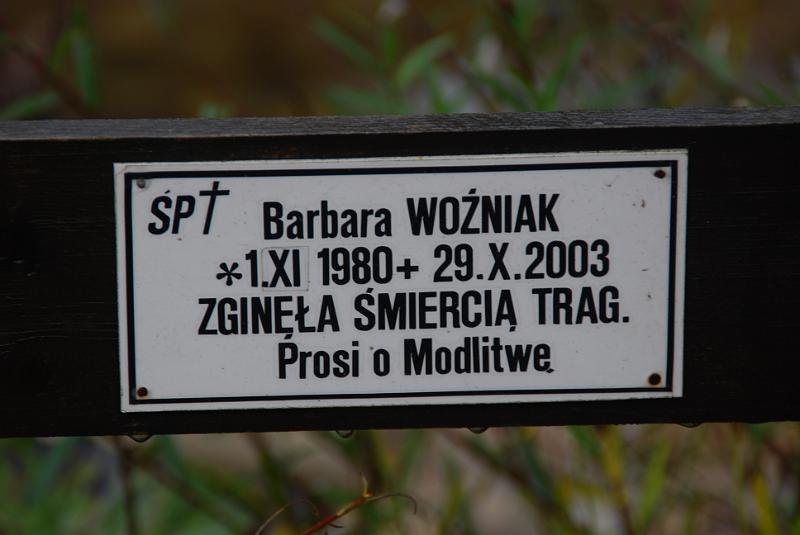 ŚP† Barbara WOŹNIAK
*1.XI 1980+ 29.X.2003
ZGINĘŁA ŚMIERCIĄ TRAG.
Prosi o Modlitwę